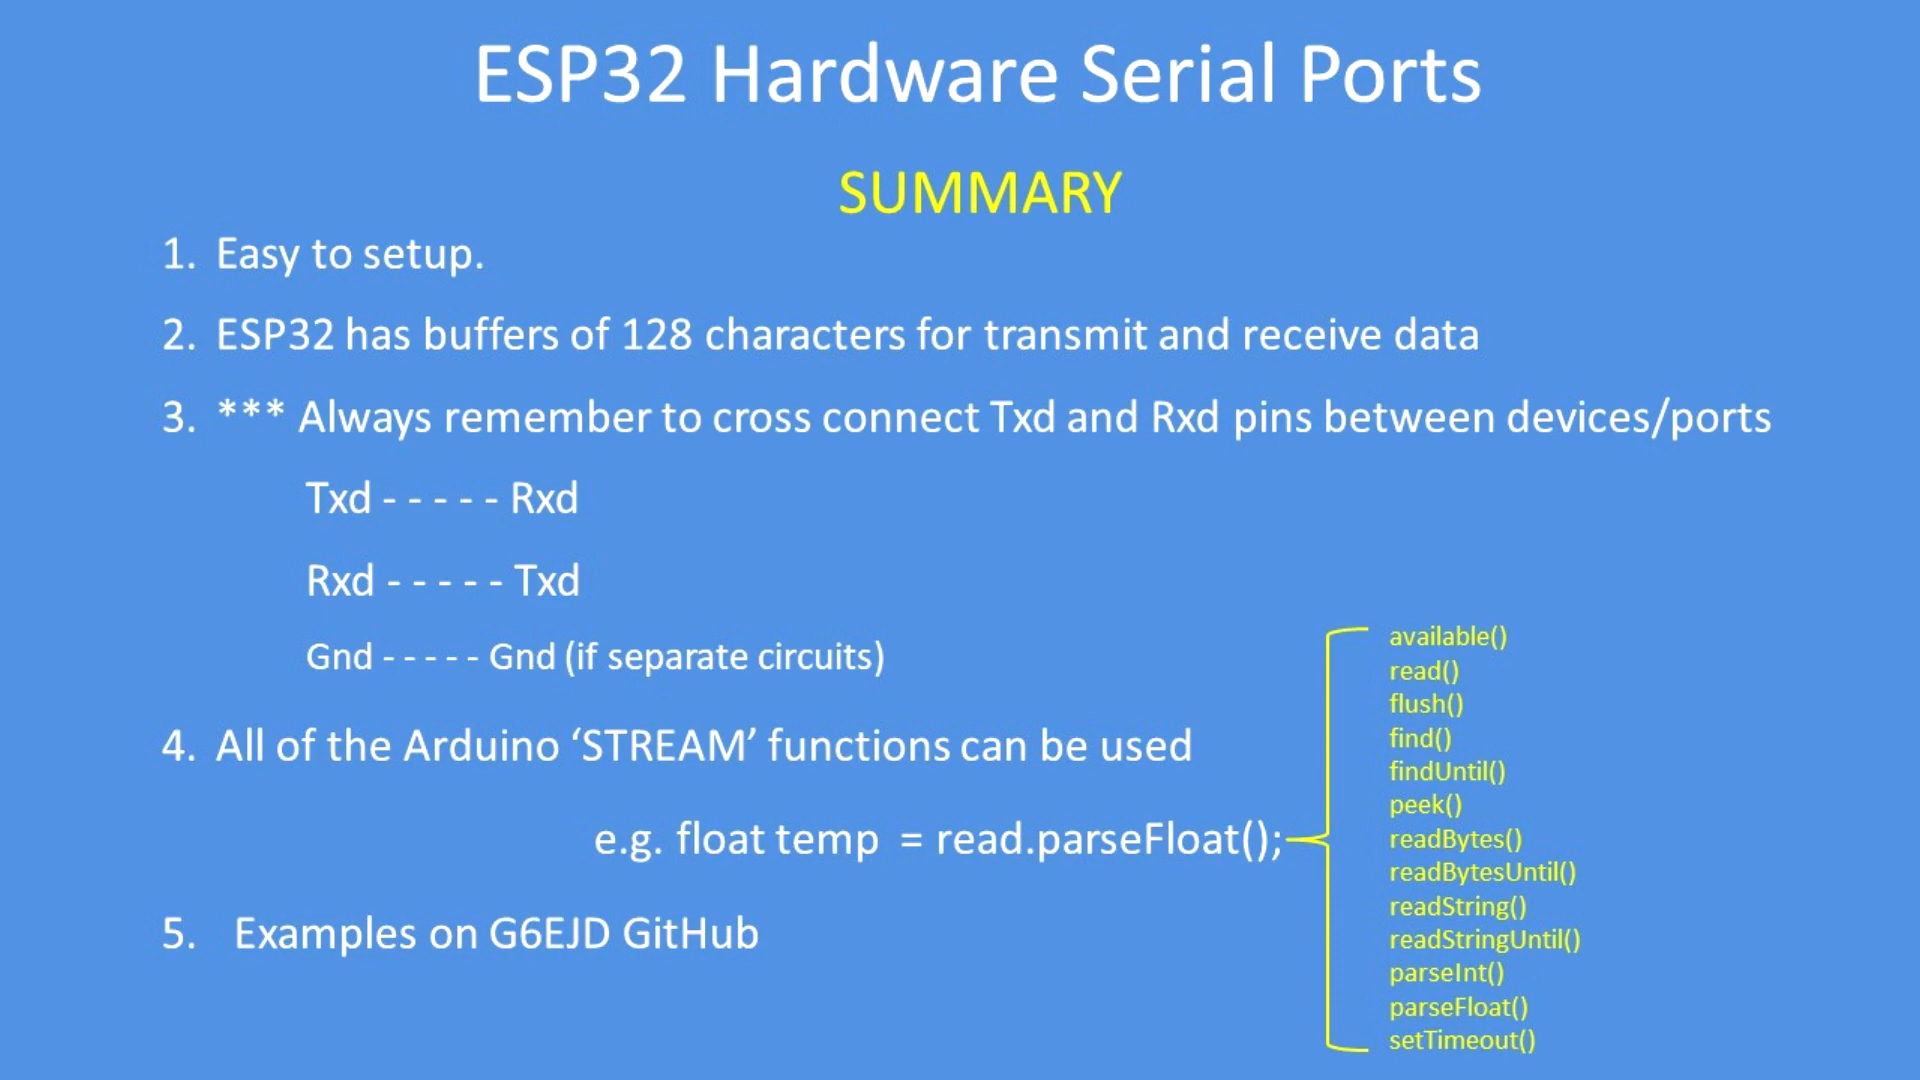 ESP32 Hardware Serial Ports
SUMMARY
1. Easy to setup.
2. ESP32 has buffers of 128 characters for transmit and receive data
3. *** Always remember to cross connect Txd and Rxd pins between devices/ports
Txd - - - - - Rxd
Rxd - - - - - Txd
Gnd - - - - - Gnd (if separate circuits)
4. All of the Arduino ‘STREAM’ functions can be used
e.g. float temp = read.parseFloat();
available()
read()
flush()
find()
findUntil()
peek()
readBytes()
readBytesUntil()
readString()
readStringUntil()
parseInt()
parseFloat()
setTimeout()
5. Examples on G6EJD GitHub